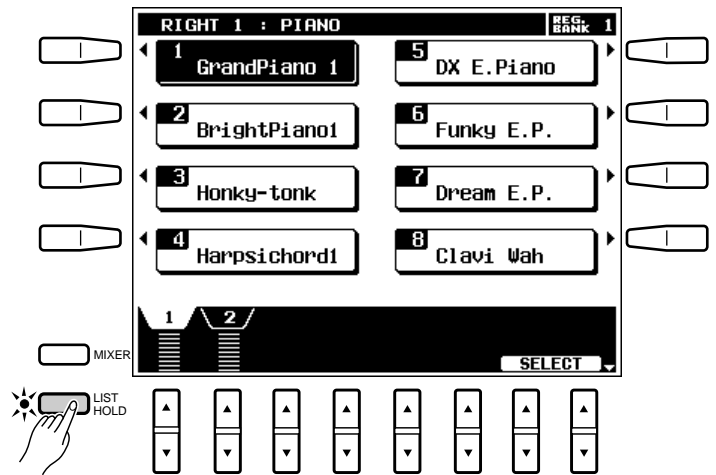 RIGHT 1 : PIANO
REG. BANK 1
1 GrandPiano 1
5 DX E.Piano
2 BrightPiano1
6 Funky E.P.
3 Honky-tonk
7 Dream E.P.
4 Harpsichord1
8 Clavi Wah
1 2
MIXER
SELECT
LIST
HOLD